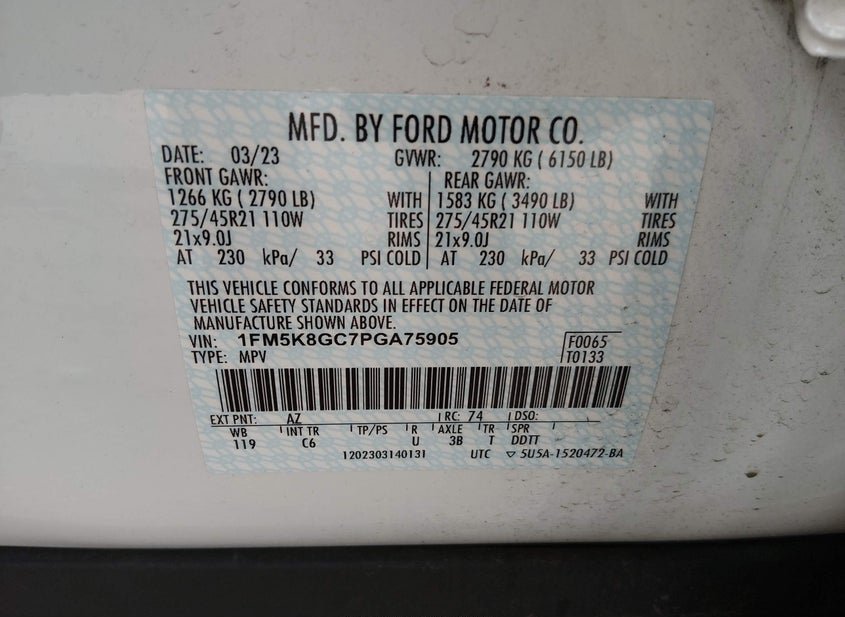 MFD. BY FORD MOTOR CO.
DATE: 03/23 GVWR: 2790 KG ( 6150 LB)
FRONT GAWR: REAR GAWR:
1266 KG ( 2790 LB) WITH 1583 KG ( 3490 LB) WITH
275/45R21 110W TIRES 275/45R21 110W TIRES
21x9.0J RIMS 21x9.0J RIMS
AT 230 kPa/ 33 PSI COLD AT 230 kPa/ 33 PSI COLD
THIS VEHICLE CONFORMS TO ALL APPLICABLE FEDERAL MOTOR
VEHICLE SAFETY STANDARDS IN EFFECT ON THE DATE OF
MANUFACTURE SHOWN ABOVE.
VIN: 1FM5K8GC7PGA75905 F0065
TYPE: MPV T0133
EXT PNT: AZ RC: 74 DSO:
WB INT TR TP/PS R AXLE TR SPR
119 C6 U 3B T DDTT
1202303140131 UTC ▽ 5U5A-1520472-BA